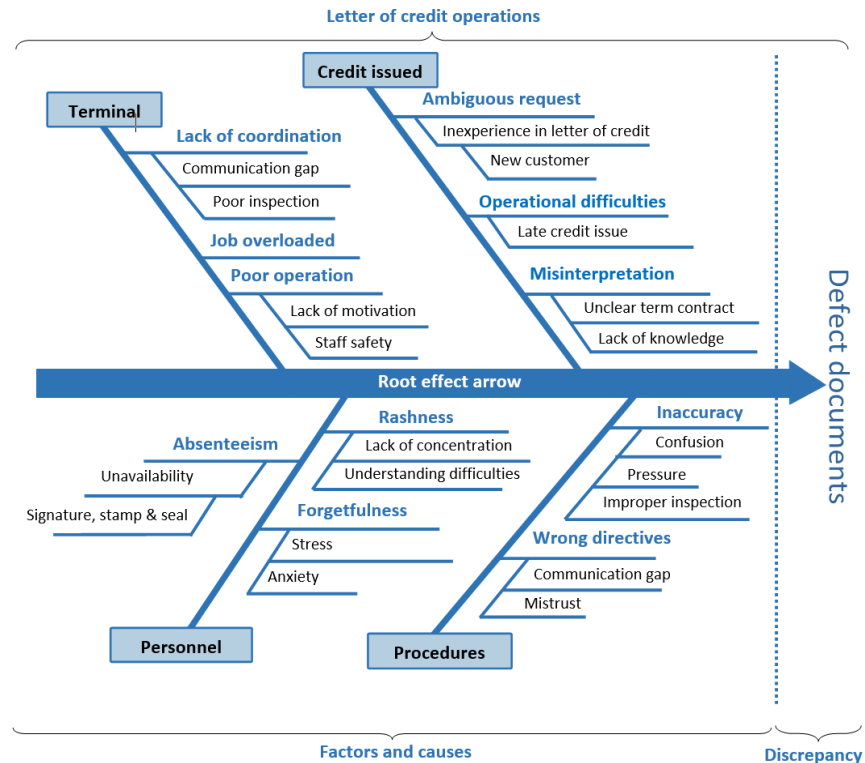 Letter of credit operations
Credit issued
Terminal
Ambiguous request
Inexperience in letter of credit
New customer
Lack of coordination
Communication gap
Poor inspection
Operational difficulties
Late credit issue
Job overloaded
Poor operation
Lack of motivation
Staff safety
Misinterpretation
Unclear term contract
Lack of knowledge
Root effect arrow
Defect documents
Rashness
Lack of concentration
Understanding difficulties
Absenteeism
Unavailability
Signature, stamp & seal
Forgetfulness
Stress
Anxiety
Inaccuracy
Confusion
Pressure
Improper inspection
Wrong directives
Communication gap
Mistrust
Personnel
Procedures
Factors and causes
Discrepancy